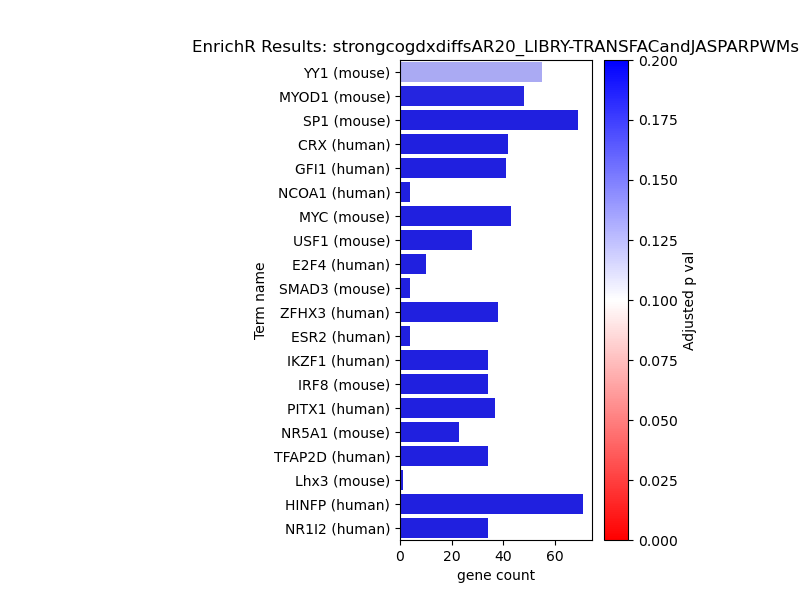 EnrichR Results: strongcogdxdiffsAR20_LIBRY-TRANSFACandJASPARPWMs
YY1 (mouse)
MYOD1 (mouse)
SP1 (mouse)
CRX (human)
GFI1 (human)
NCOA1 (human)
MYC (mouse)
USF1 (mouse)
E2F4 (human)
SMAD3 (mouse)
ZFHX3 (human)
ESR2 (human)
IKZF1 (human)
IRF8 (mouse)
PITX1 (human)
NR5A1 (mouse)
TFAP2D (human)
Lhx3 (mouse)
HINFP (human)
NR1I2 (human)
Term name
0 20 40 60
gene count
0.200
0.175
0.150
0.125
0.100
0.075
0.050
0.025
0.000
Adjusted p val